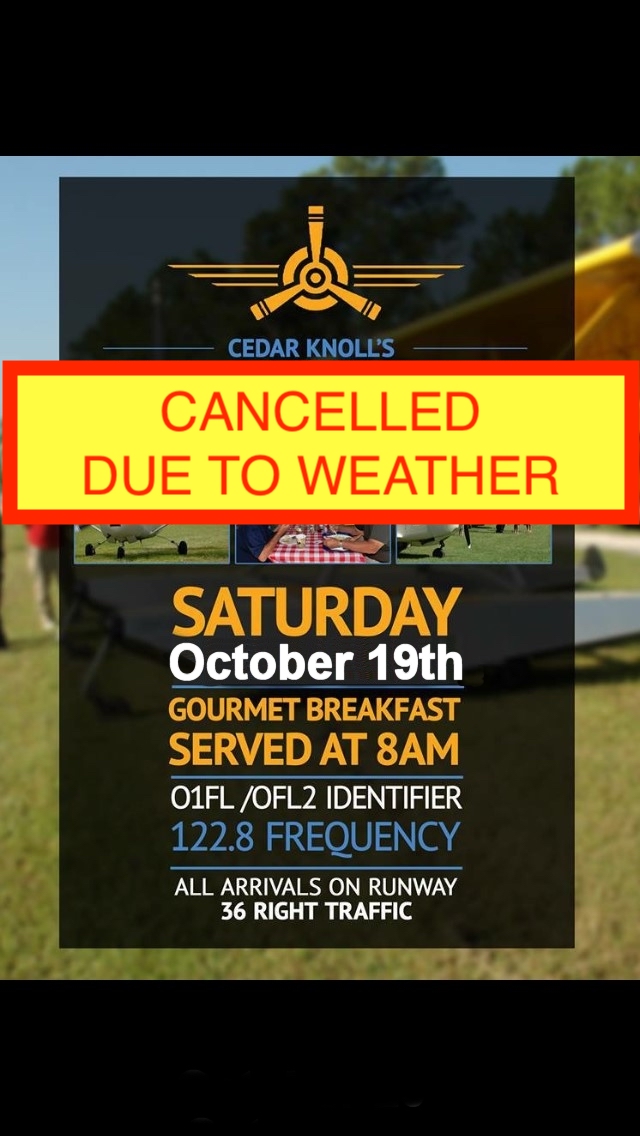 CEDAR KNOLL'S
CANCELLED
DUE TO WEATHER
SATURDAY
October 19th
GOURMET BREAKFAST
SERVED AT 8AM
O1FL /OFL2 IDENTIFIER
122.8 FREQUENCY
ALL ARRIVALS ON RUNWAY
36 RIGHT TRAFFIC